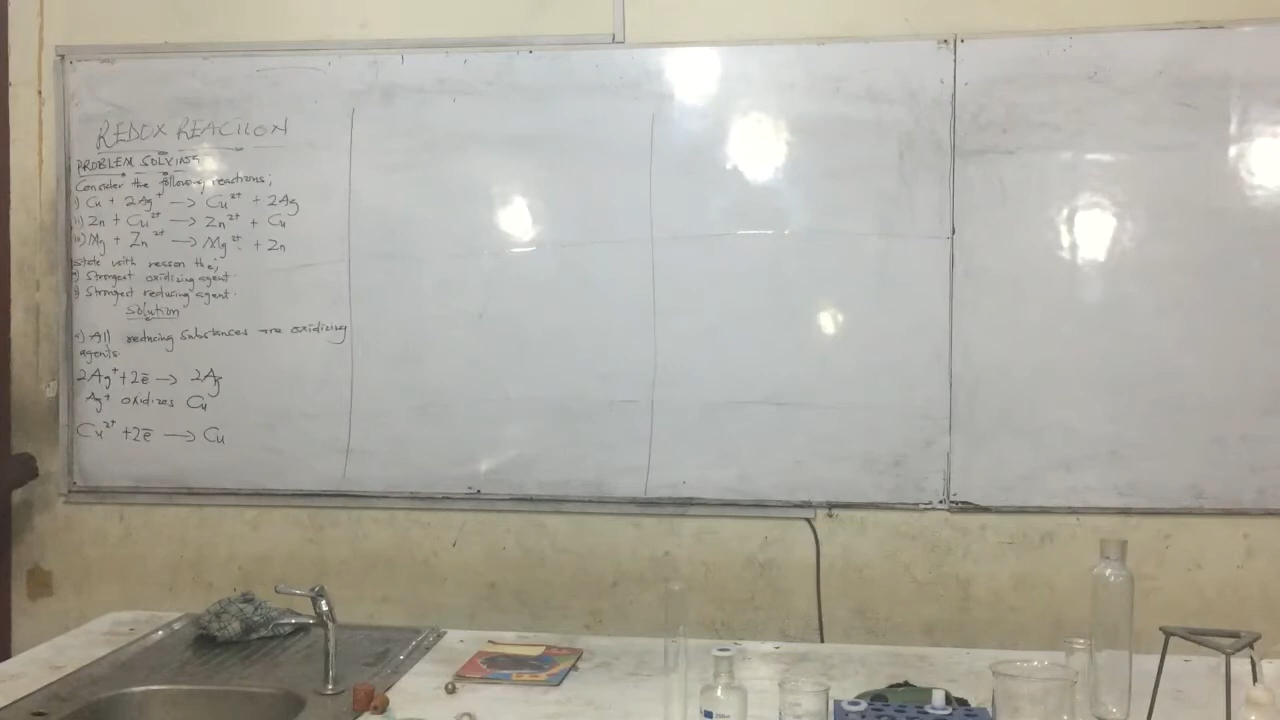 REDOX REACTION
PROBLEM SOLVING
Consider the following reactions;
i) Cu + 2Ag⁺ → Cu²⁺ + 2Ag
ii) Zn + Cu²⁺ → Zn²⁺ + Cu
iii) Mg + Zn²⁺ → Mg²⁺ + Zn
State with reason the;
Strongest oxidizing agent.
Strongest reducing agent.
Solution
a) All reducing substances are oxidizing
agents.
2Ag⁺ + 2ē → 2Ag
Ag⁺ oxidizes Cu
Cu²⁺ + 2ē → Cu